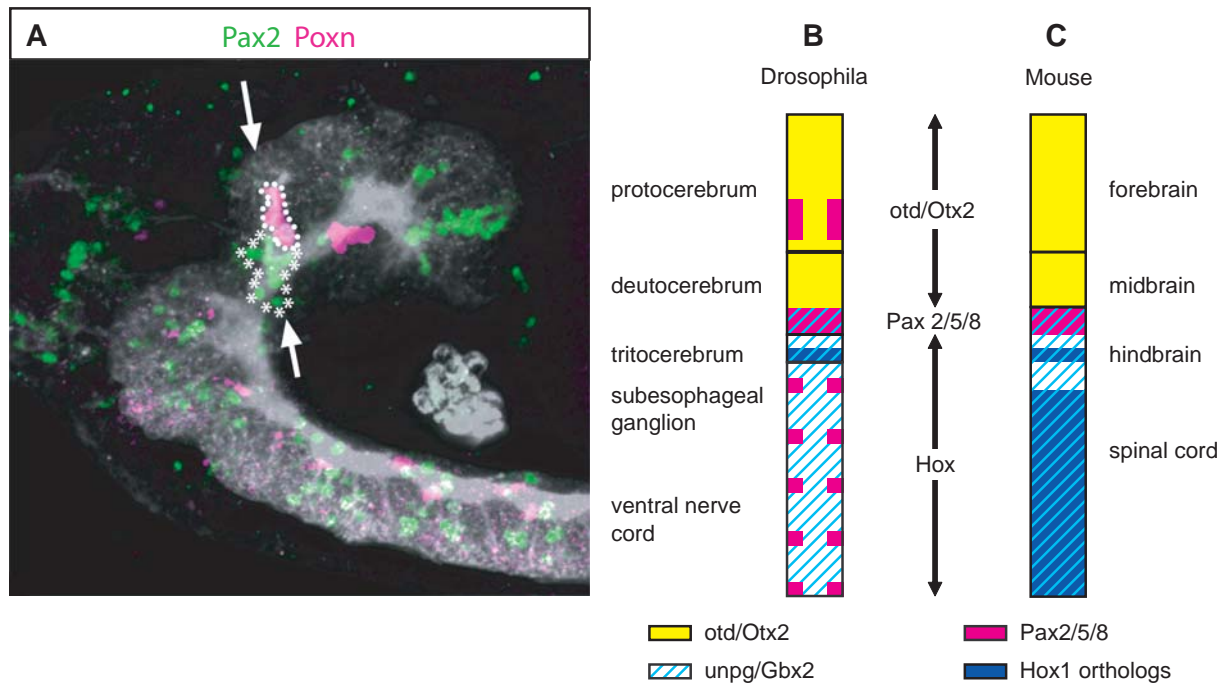 A
Pax2 Poxn
B
C
Drosophila
Mouse
protocerebrum
otd/Otx2
forebrain
deutocerebrum
midbrain
Pax 2/5/8
tritocerebrum
hindbrain
subesophageal
ganglion
Hox
spinal cord
ventral nerve
cord
otd/Otx2
Pax2/5/8
unpg/Gbx2
Hox1 orthologs